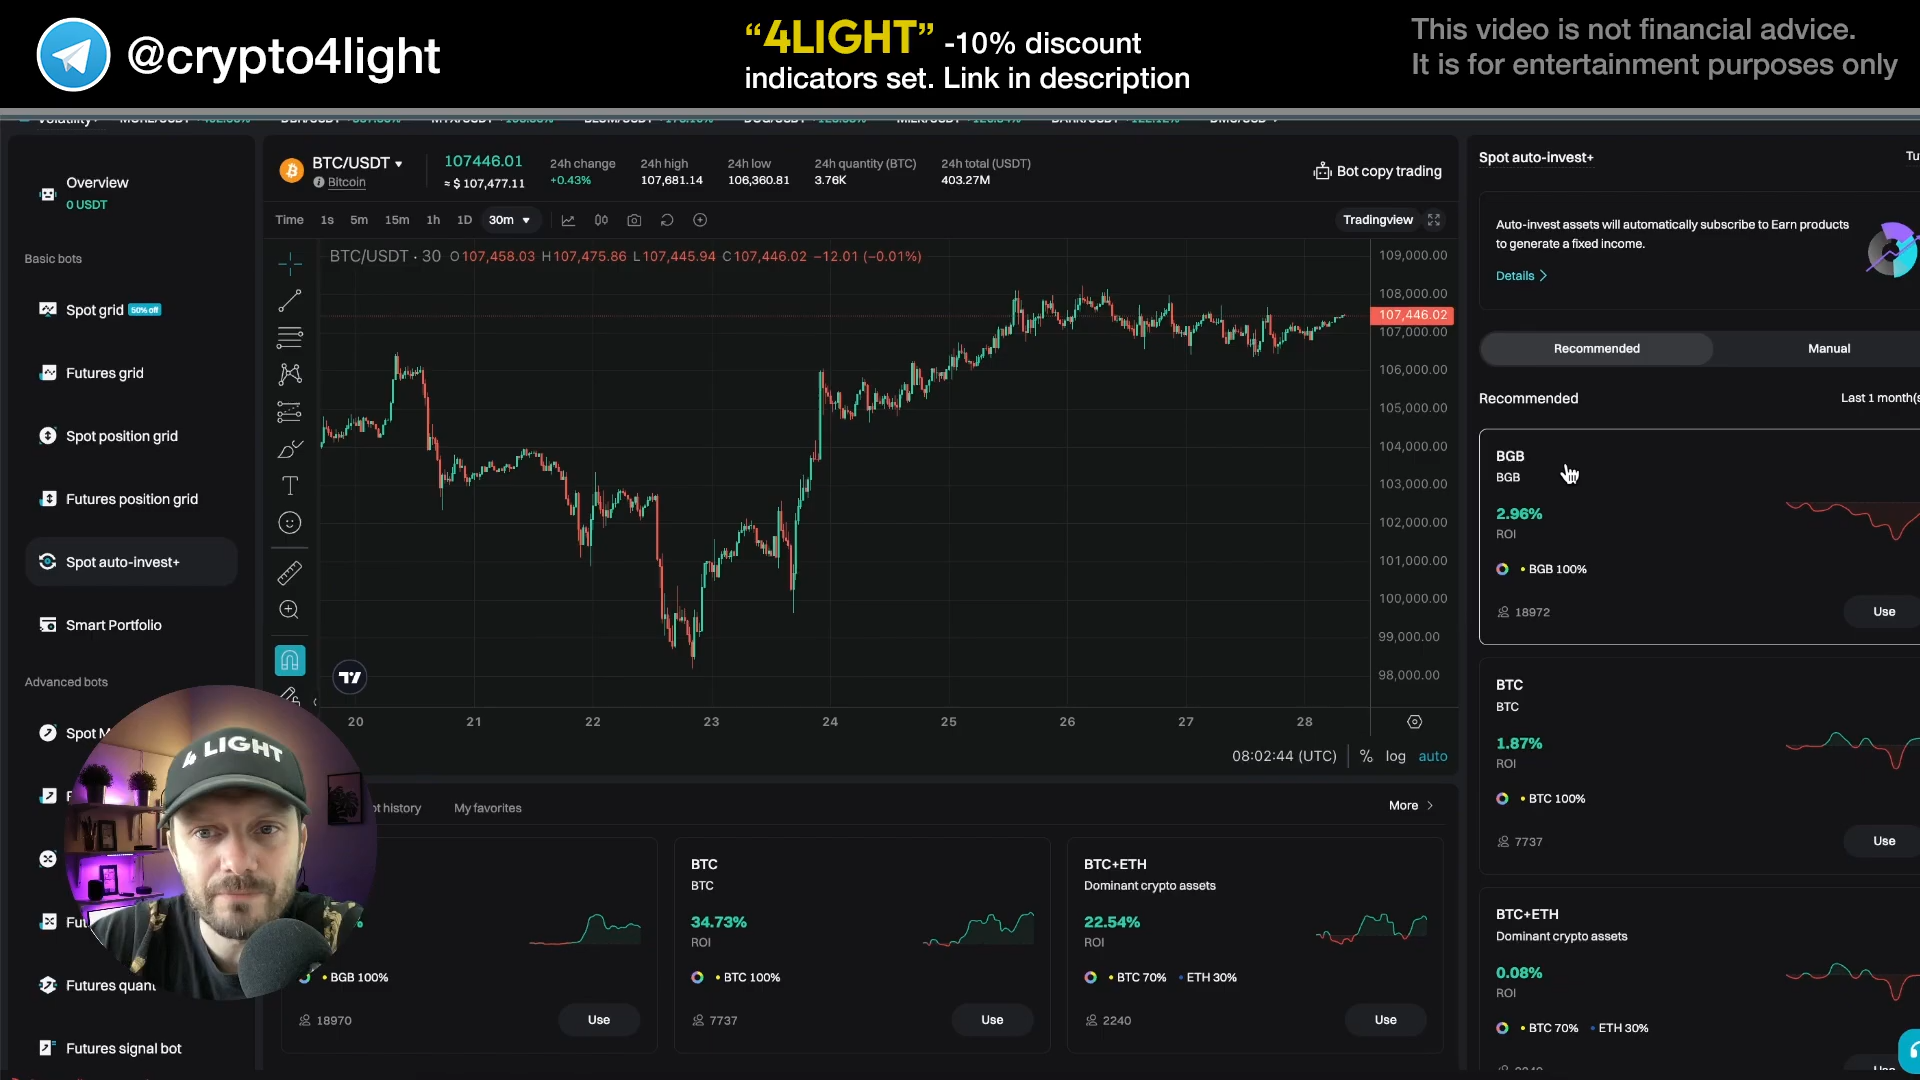 @crypto4light
“4LIGHT” -10% discount
indicators set. Link in description
This video is not financial advice.
It is for entertainment purposes only
Overview
0 USDT
Basic bots
Spot grid 50% off
Futures grid
Spot position grid
Futures position grid
Spot auto-invest+
Smart Portfolio
Advanced bots
Spot M
Futures quant
Futures signal bot
BTC/USDT
Bitcoin
107446.01
≈ $ 107,477.11
24h change
+0.43%
24h high
107,681.14
24h low
106,360.81
24h quantity (BTC)
3.76K
24h total (USDT)
403.27M
Bot copy trading
Time 1s 5m 15m 1h 1D 30m
Tradingview
BTC/USDT · 30 O107,458.03 H107,475.86 L107,445.94 C107,446.02 −12.01 (−0.01%)
109,000.00
108,000.00
107,446.02
107,000.00
106,000.00
105,000.00
104,000.00
103,000.00
102,000.00
101,000.00
100,000.00
99,000.00
98,000.00
20 21 22 23 24 25 26 27 28
08:02:44 (UTC) % log auto
history My favorites
More
BGB 100%
18970
Use
BTC
BTC
34.73%
ROI
BTC 100%
7737
Use
BTC+ETH
Dominant crypto assets
22.54%
ROI
BTC 70% ETH 30%
2240
Use
Spot auto-invest+
Auto-invest assets will automatically subscribe to Earn products
to generate a fixed income.
Details
Recommended Manual
Recommended
Last 1 month(s
BGB
BGB
2.96%
ROI
BGB 100%
18972
Use
BTC
BTC
1.87%
ROI
BTC 100%
7737
Use
BTC+ETH
Dominant crypto assets
0.08%
ROI
BTC 70% ETH 30%
4 LIGHT